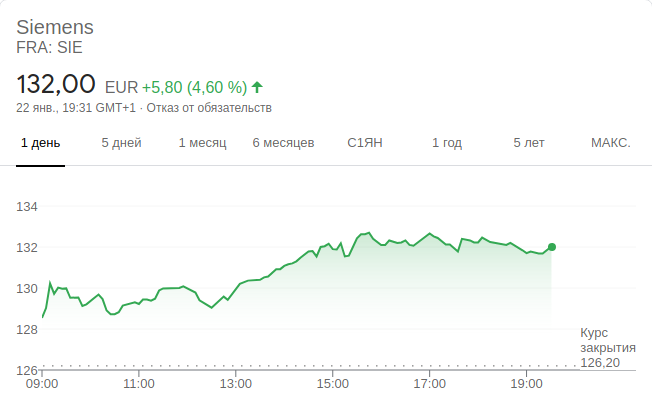 Siemens
FRA: SIE
132,00 EUR +5,80 (4,60 %)
22 янв., 19:31 GMT+1 · Отказ от обязательств
1 день 5 дней 1 месяц 6 месяцев С1ЯН 1 год 5 лет МАКС.
134
132
130
128
126
Курс
закрытия
126,20
09:00 11:00 13:00 15:00 17:00 19:00